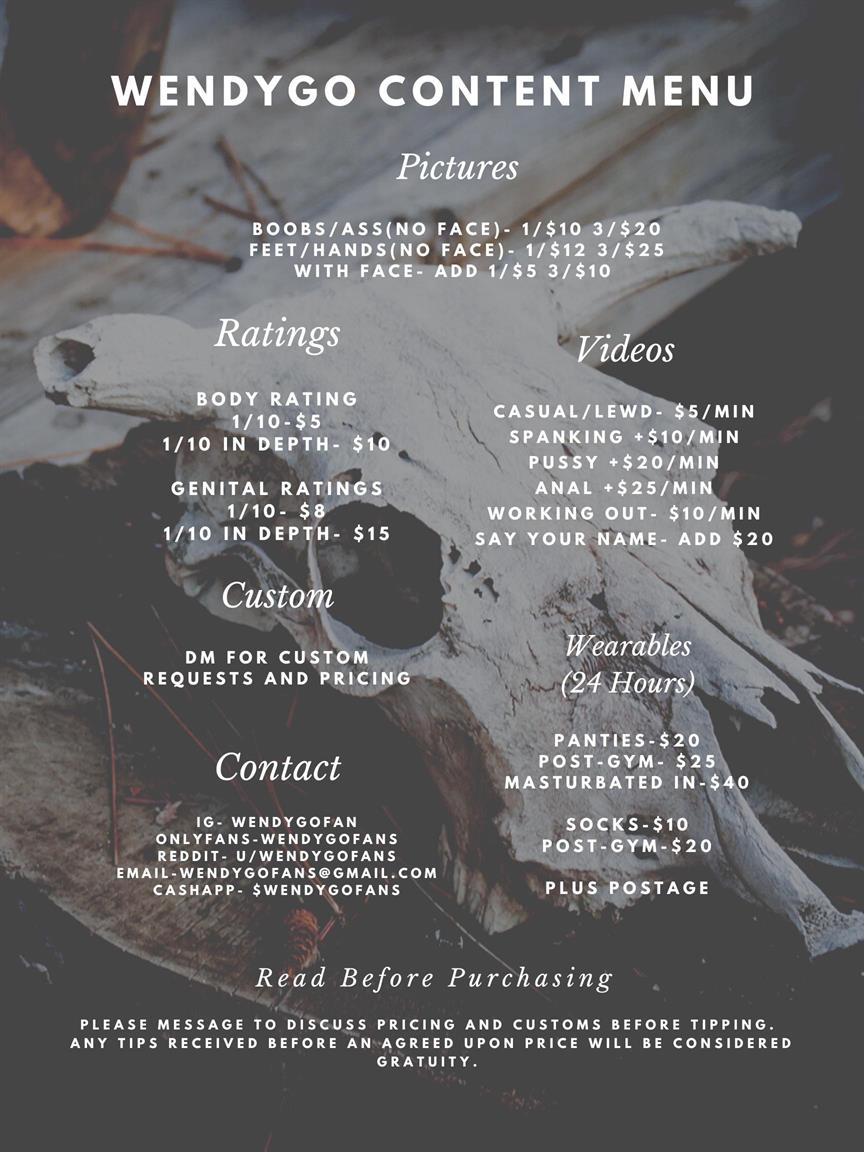 WENDYGO CONTENT MENU
Pictures
BOOBS/ASS(NO FACE)- 1/$10 3/$20
FEET/HANDS(NO FACE)- 1/$12 3/$25
WITH FACE- ADD 1/$5 3/$10
Ratings
BODY RATING
1/10-$5
1/10 IN DEPTH- $10
GENITAL RATINGS
1/10- $8
1/10 IN DEPTH- $15
Videos
CASUAL/LEWD- $5/MIN
SPANKING +$10/MIN
PUSSY +$20/MIN
ANAL +$25/MIN
WORKING OUT- $10/MIN
SAY YOUR NAME- ADD $20
Custom
DM FOR CUSTOM
REQUESTS AND PRICING
Wearables
(24 Hours)
PANTIES-$20
POST-GYM- $25
MASTURBATED IN-$40
SOCKS-$10
POST-GYM-$20
PLUS POSTAGE
Contact
IG- WENDYGOFAN
ONLYFANS-WENDYGOFANS
REDDIT- U/WENDYGOFANS
EMAIL-WENDYGOFANS@GMAIL.COM
CASHAPP- $WENDYGOFANS
Read Before Purchasing
PLEASE MESSAGE TO DISCUSS PRICING AND CUSTOMS BEFORE TIPPING.
ANY TIPS RECEIVED BEFORE AN AGREED UPON PRICE WILL BE CONSIDERED
GRATUITY.